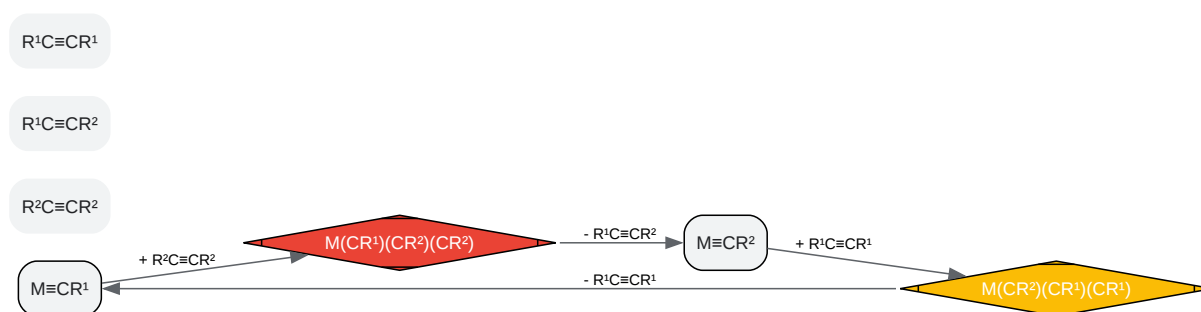 R¹C≡CR¹
R¹C≡CR²
R²C≡CR²
M≡CR¹
+ R²C≡CR²
M(CR¹)(CR²)(CR²)
- R¹C≡CR²
M≡CR²
+ R¹C≡CR¹
M(CR²)(CR¹)(CR¹)
- R¹C≡CR¹